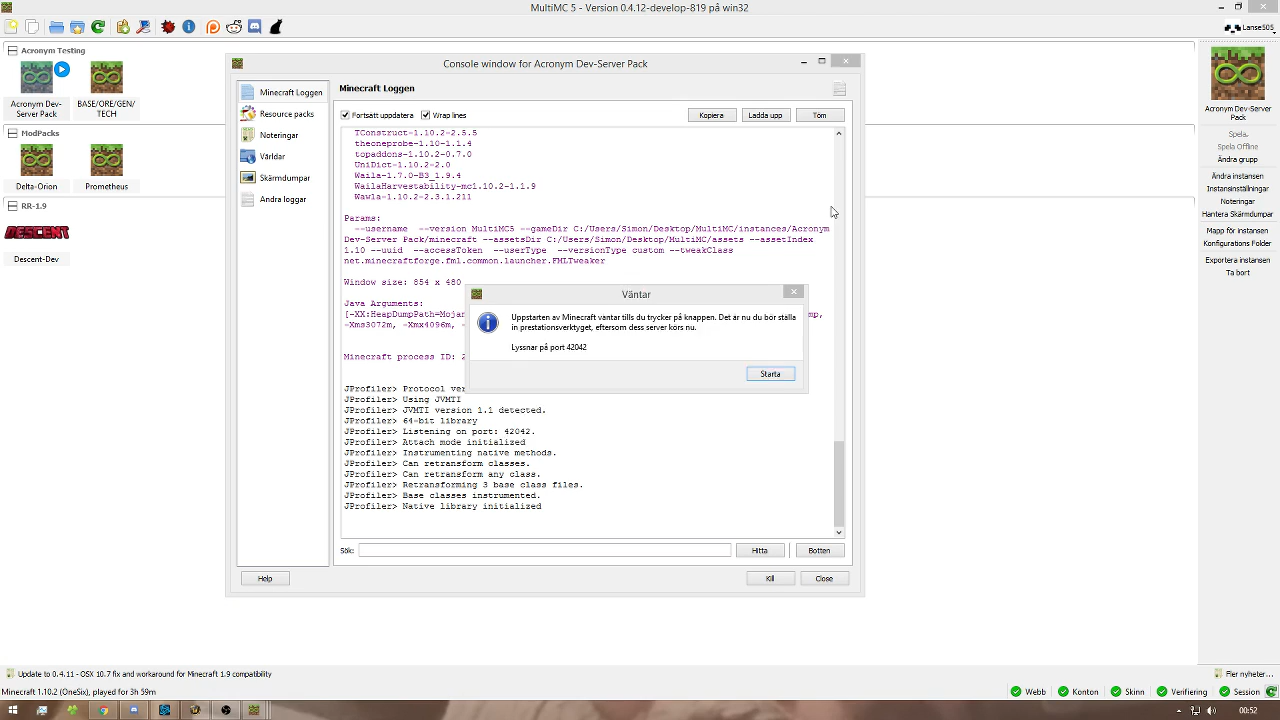 MultiMC 5 - Version 0.4.12-develop-819 på win32
Lanse505
Acronym Testing
Acronym Dev-
Server Pack
BASE/ORE/GEN/
TECH
ModPacks
Delta-Orion
Prometheus
RR-1.9
DESCENT
Descent-Dev
Console window for Acronym Dev-Server Pack
Minecraft Loggen
Resource packs
Noteringar
Världar
Skärmdumpar
Andra loggar
Minecraft Loggen
Fortsätt uppdatera
Wrap lines
Kopiera
Ladda upp
Töm
TConstruct-1.10.2-2.5.5
theoneprobe-1.10-1.1.4
topaddons-1.10.2-0.7.0
UniDict-1.10.2-2.0
Waila-1.7.0-B3_1.9.4
WailaHarvestability-mc1.10.2-1.1.9
Wawla-1.10.2-2.3.1.211
Params:
--username --version MultiMC5 --gameDir C:/Users/Simon/Desktop/MultiMC/instances/Acronym
Dev-Server Pack/minecraft --assetsDir C:/Users/Simon/Desktop/MultiMC/assets --assetIndex
1.10 --uuid --accessToken --userType --versionType custom --tweakClass
net.minecraftforge.fml.common.launcher.FMLTweaker
Window size: 854 x 480
Java Arguments:
[-XX:HeapDumpPath=Mojan
mp,
-Xms3072m, -Xmx4096m, -
Minecraft process ID: 2
JProfiler> Protocol ver
JProfiler> Using JVMTI
JProfiler> JVMTI version 1.1 detected.
JProfiler> 64-bit library
JProfiler> Listening on port: 42042.
JProfiler> Attach mode initialized
JProfiler> Instrumenting native methods.
JProfiler> Can retransform classes.
JProfiler> Can retransform any class.
JProfiler> Retransforming 3 base class files.
JProfiler> Base classes instrumented.
JProfiler> Native library initialized
Väntar
Uppstarten av Minecraft väntar tills du trycker på knappen. Det är nu du bör ställa
in prestationsverktyget, eftersom dess server körs nu.
Lyssnar på port 42042
Starta
Sök:
Hitta
Botten
Help
Kill
Close
Acronym Dev-Server
Pack
Spela,
Spela Offline
Ändra grupp
Ändra instansen
Instansinställningar
Noteringar
Hantera Skärmdumpar
Mapp för instansen
Konfigurations Folder
Exportera instansen
Ta bort
Update to 0.4.11 - OSX 10.7 fix and workaround for Minecraft 1.9 compatibility
Fler nyheter...
Minecraft 1.10.2 (OneSix), played for 3h 59m
Webb
Konton
Skinn
Verifiering
Session
00:52